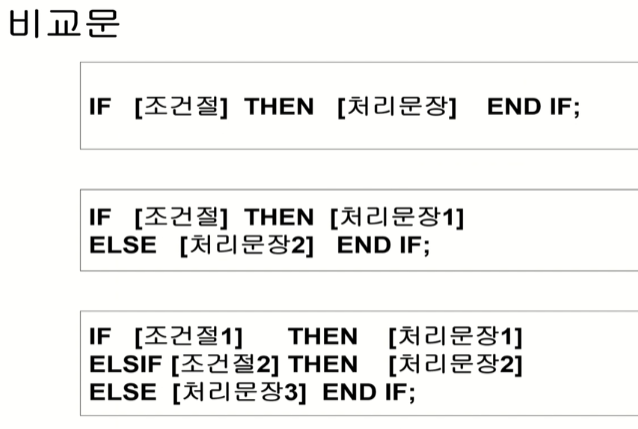 비교문
IF [조건절] THEN [처리문장] END IF;
IF [조건절] THEN [처리문장1]
ELSE [처리문장2] END IF;
IF [조건절1] THEN [처리문장1]
ELSIF [조건절2] THEN [처리문장2]
ELSE [처리문장3] END IF;